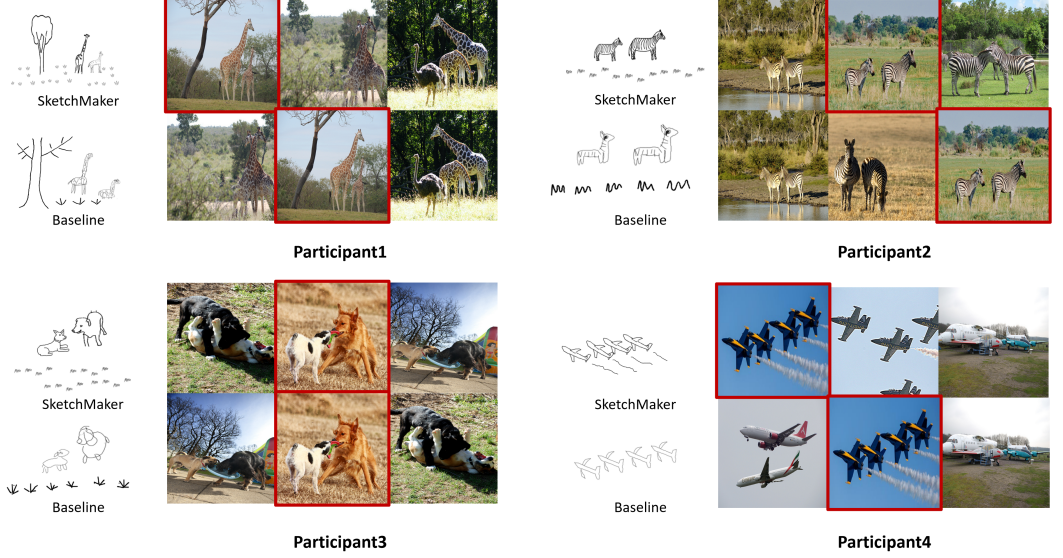 SketchMaker
Baseline
Participant1
SketchMaker
Baseline
Participant2
SketchMaker
Baseline
Participant3
SketchMaker
Baseline
Participant4